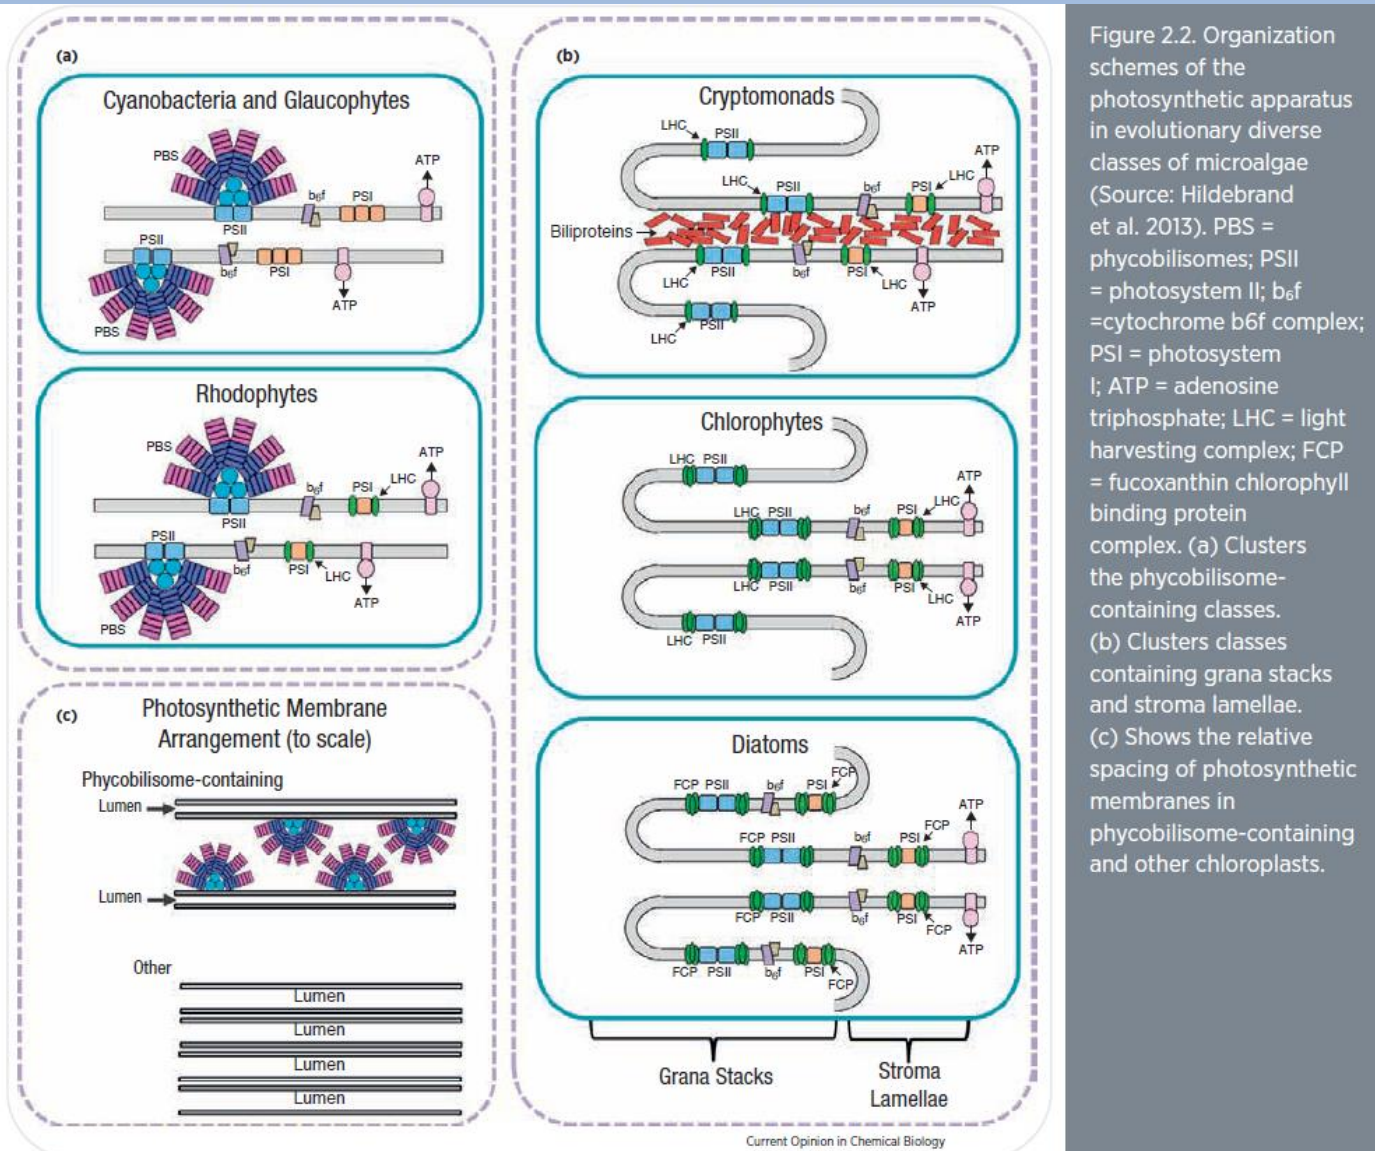 (a)
Cyanobacteria and Glaucophytes
PBS
ATP
b₆f
PSI
PSII
PSII
b₆f
PSI
ATP
PBS
Rhodophytes
PBS
ATP
b₆f
PSI
LHC
PSII
PSII
b₆f
PSI
LHC
ATP
PBS
(c)
Photosynthetic Membrane
Arrangement (to scale)
Phycobilisome-containing
Lumen
Lumen
Other
Lumen
Lumen
Lumen
Lumen
(b)
Cryptomonads
LHC
PSII
ATP
LHC
PSII
b₆f
PSI
LHC
Biliproteins
LHC
PSII
b₆f
PSI
LHC
ATP
LHC
PSII
Chlorophytes
LHC PSII
ATP
LHC PSII
b₆f
PSI
LHC
LHC PSII
b₆f
PSI
LHC
ATP
LHC PSII
Diatoms
FCP PSII
b₆f
PSI
FCP
ATP
FCP PSII
b₆f
PSI
FCP
FCP PSII
b₆f
PSI
FCP
ATP
FCP PSII
b₆f
PSI
FCP
Grana Stacks
Stroma
Lamellae
Current Opinion in Chemical Biology
Figure 2.2. Organization
schemes of the
photosynthetic apparatus
in evolutionary diverse
classes of microalgae
(Source: Hildebrand
et al. 2013). PBS =
phycobilisomes; PSII
= photosystem II; b₆f
=cytochrome b6f complex;
PSI = photosystem
I; ATP = adenosine
triphosphate; LHC = light
harvesting complex; FCP
= fucoxanthin chlorophyll
binding protein
complex. (a) Clusters
the phycobilisome-
containing classes.
(b) Clusters classes
containing grana stacks
and stroma lamellae.
(c) Shows the relative
spacing of photosynthetic
membranes in
phycobilisome-containing
and other chloroplasts.